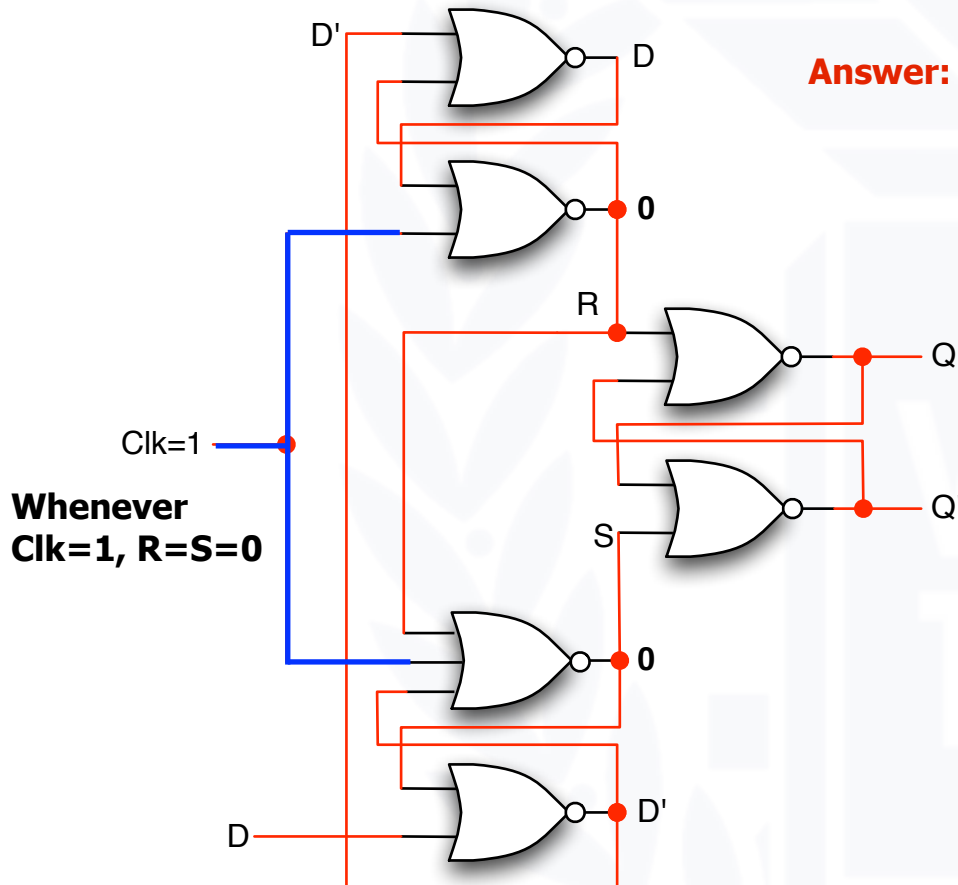 D'
D
Answer:
0
R
Q
Clk=1
Whenever
Clk=1, R=S=0
Q
S
0
D'
D